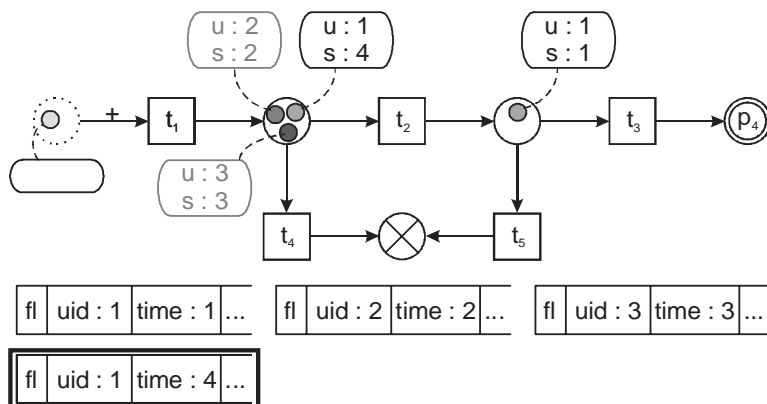 u : 2
s : 2
u : 1
s : 4
u : 1
s : 1
+
t₁
t₂
t₃
p₄
u : 3
s : 3
t₄
t₅
fl uid : 1 time : 1 ...
fl uid : 2 time : 2 ...
fl uid : 3 time : 3 ...
fl uid : 1 time : 4 ...